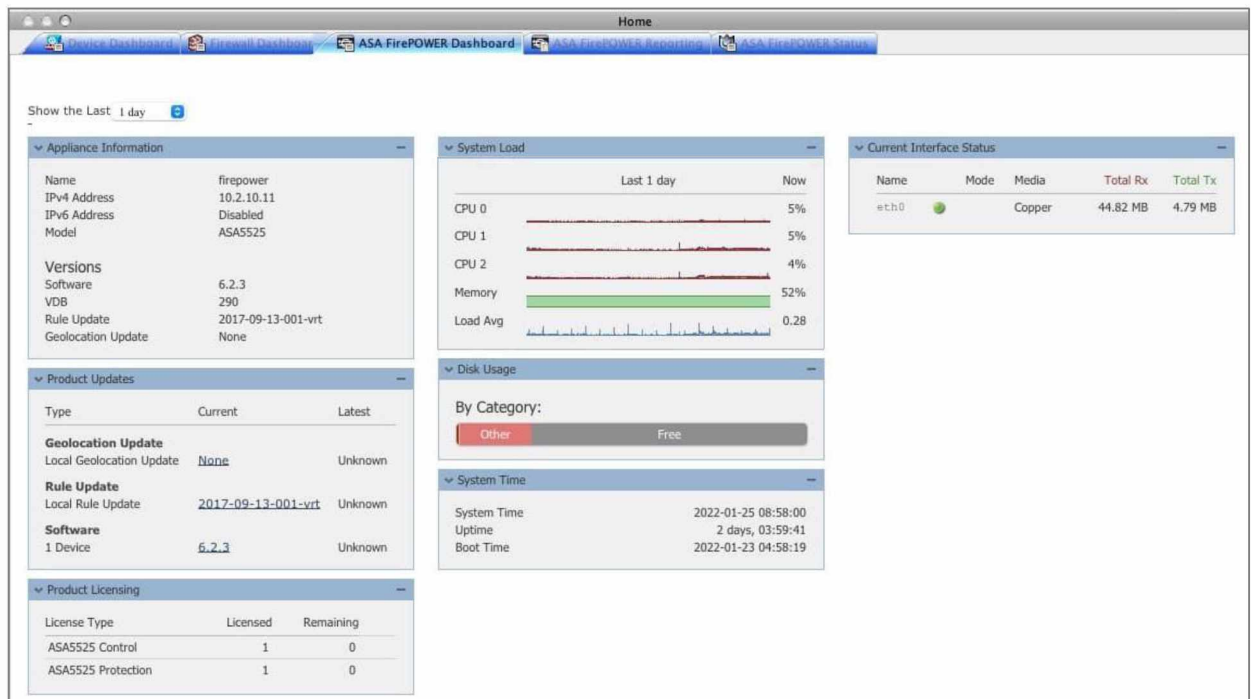 Home
Device Dashboard Firewall Dashboar ASA FirePOWER Dashboard ASA FirePOWER Reporting ASA FirePOWER Status
Show the Last 1 day
Appliance Information
Name firepower
IPv4 Address 10.2.10.11
IPv6 Address Disabled
Model ASA5525
Versions
Software 6.2.3
VDB 290
Rule Update 2017-09-13-001-vrt
Geolocation Update None
Product Updates
Type Current Latest
Geolocation Update
Local Geolocation Update None Unknown
Rule Update
Local Rule Update 2017-09-13-001-vrt Unknown
Software
1 Device 6.2.3 Unknown
Product Licensing
License Type Licensed Remaining
ASA5525 Control 1 0
ASA5525 Protection 1 0
System Load
Last 1 day Now
CPU 0 5%
CPU 1 5%
CPU 2 4%
Memory 52%
Load Avg 0.28
Disk Usage
By Category:
Other Free
System Time
System Time 2022-01-25 08:58:00
Uptime 2 days, 03:59:41
Boot Time 2022-01-23 04:58:19
Current Interface Status
Name Mode Media Total Rx Total Tx
eth0 Copper 44.82 MB 4.79 MB